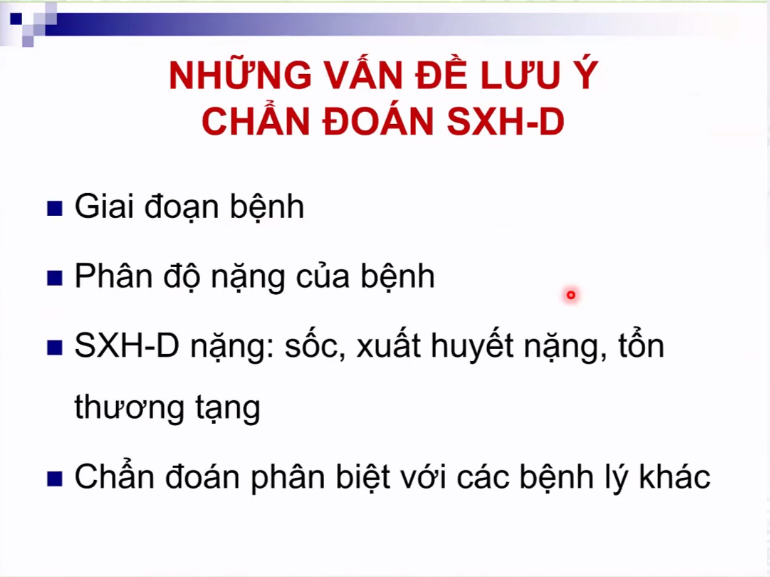 NHỮNG VẤN ĐỀ LƯU Ý
CHẨN ĐOÁN SXH-D
Giai đoạn bệnh
Phân độ nặng của bệnh
SXH-D nặng: sốc, xuất huyết nặng, tổn
thương tạng
Chẩn đoán phân biệt với các bệnh lý khác